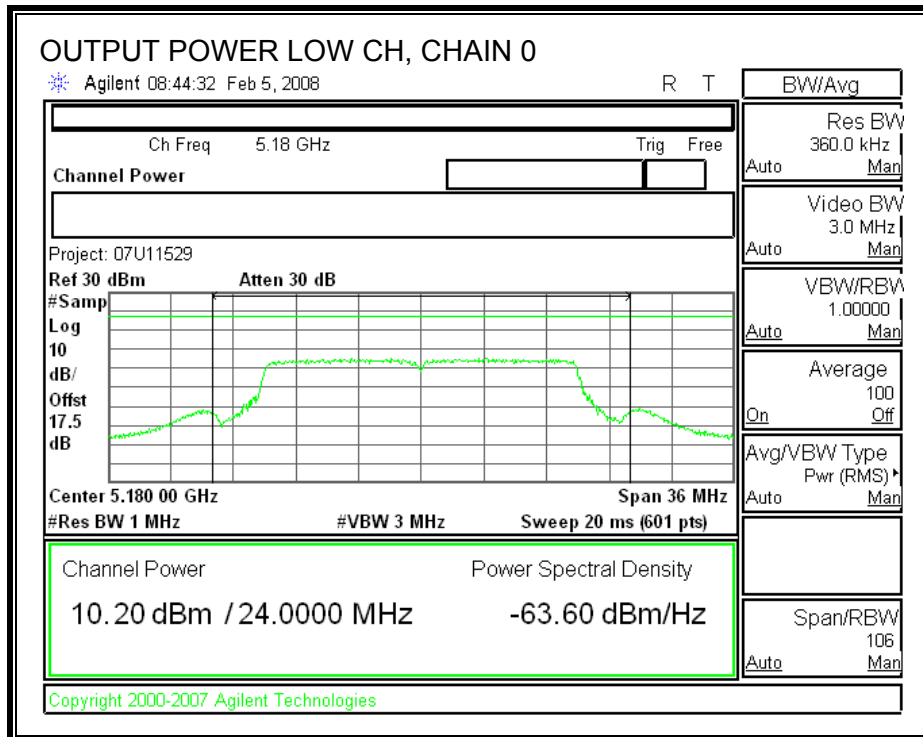 OUTPUT POWER LOW CH, CHAIN 0
Agilent 08:44:32 Feb 5, 2008 R T
Ch Freq 5.18 GHz Trig Free
Channel Power
Project: 07U11529
Ref 30 dBm Atten 30 dB
#Samp
Log
10
dB/
Offst
17.5
dB
Center 5.180 00 GHz Span 36 MHz
#Res BW 1 MHz #VBW 3 MHz Sweep 20 ms (601 pts)
Channel Power Power Spectral Density
10.20 dBm / 24.0000 MHz -63.60 dBm/Hz
Copyright 2000-2007 Agilent Technologies
BW/Avg
Res BW
360.0 kHz
Auto Man
Video BW
3.0 MHz
Auto Man
VBW/RBW
1.00000
Auto Man
Average
100
On Off
Avg/VBW Type
Pwr (RMS)
Auto Man
Span/RBW
106
Auto Man